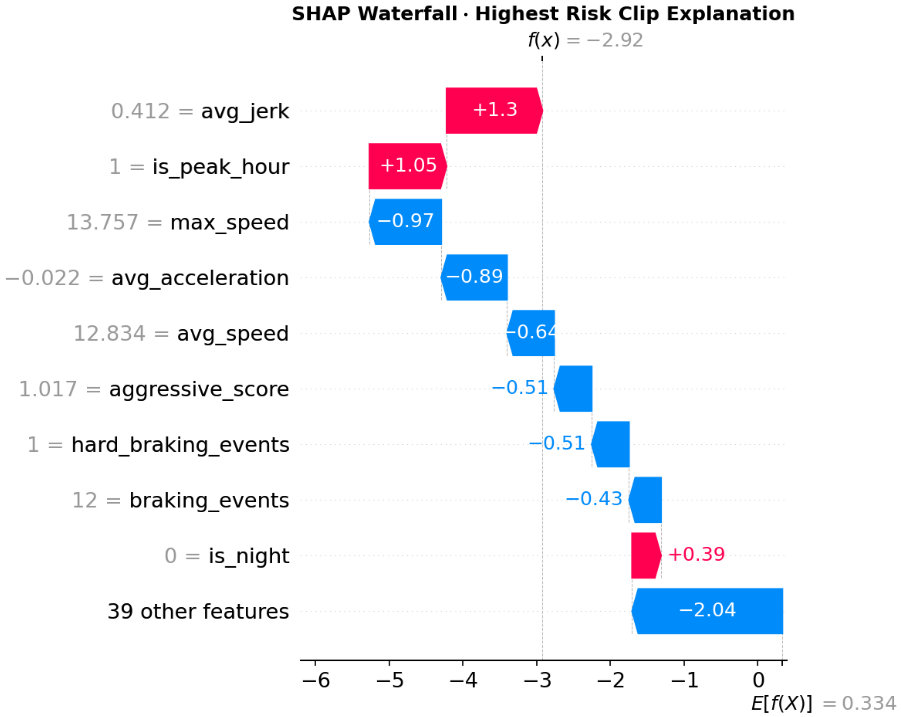 SHAP Waterfall · Highest Risk Clip Explanation
f(x) = −2.92
0.412 = avg_jerk
+1.3
1 = is_peak_hour
+1.05
13.757 = max_speed
−0.97
−0.022 = avg_acceleration
−0.89
12.834 = avg_speed
−0.64
1.017 = aggressive_score
−0.51
1 = hard_braking_events
−0.51
12 = braking_events
−0.43
0 = is_night
+0.39
39 other features
−2.04
−6 −5 −4 −3 −2 −1 0
E[f(X)] = 0.334